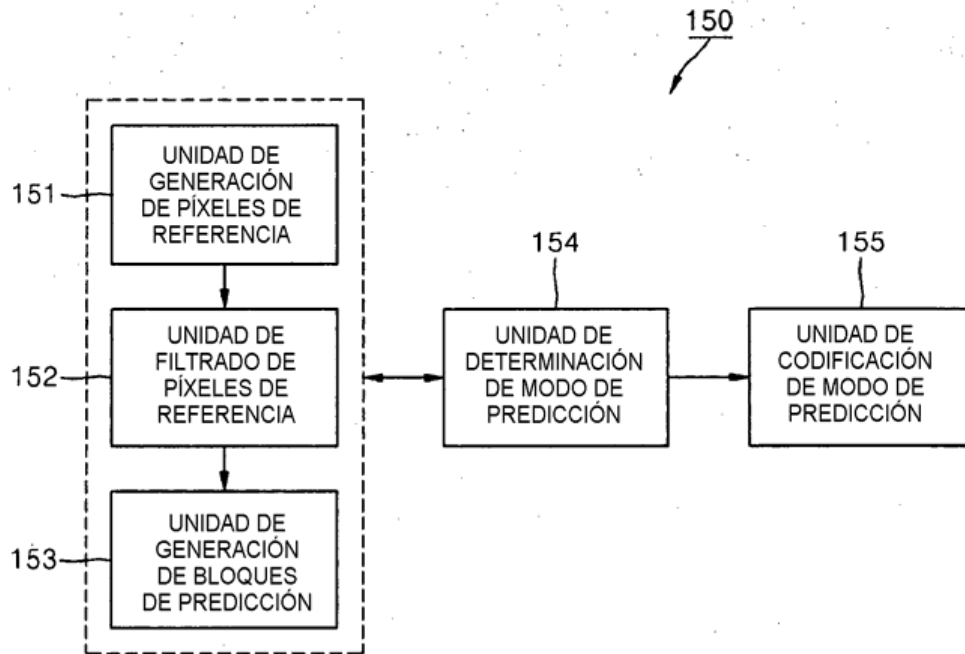 150
151
UNIDAD DE
GENERACIÓN
DE PÍXELES DE
REFERENCIA
154
155
152
UNIDAD DE
FILTRADO DE
PÍXELES DE
REFERENCIA
UNIDAD DE
DETERMINACIÓN
DE MODO DE
PREDICCIÓN
UNIDAD DE
CODIFICACIÓN
DE MODO DE
PREDICCIÓN
153
UNIDAD DE
GENERACIÓN
DE BLOQUES
DE PREDICCIÓN